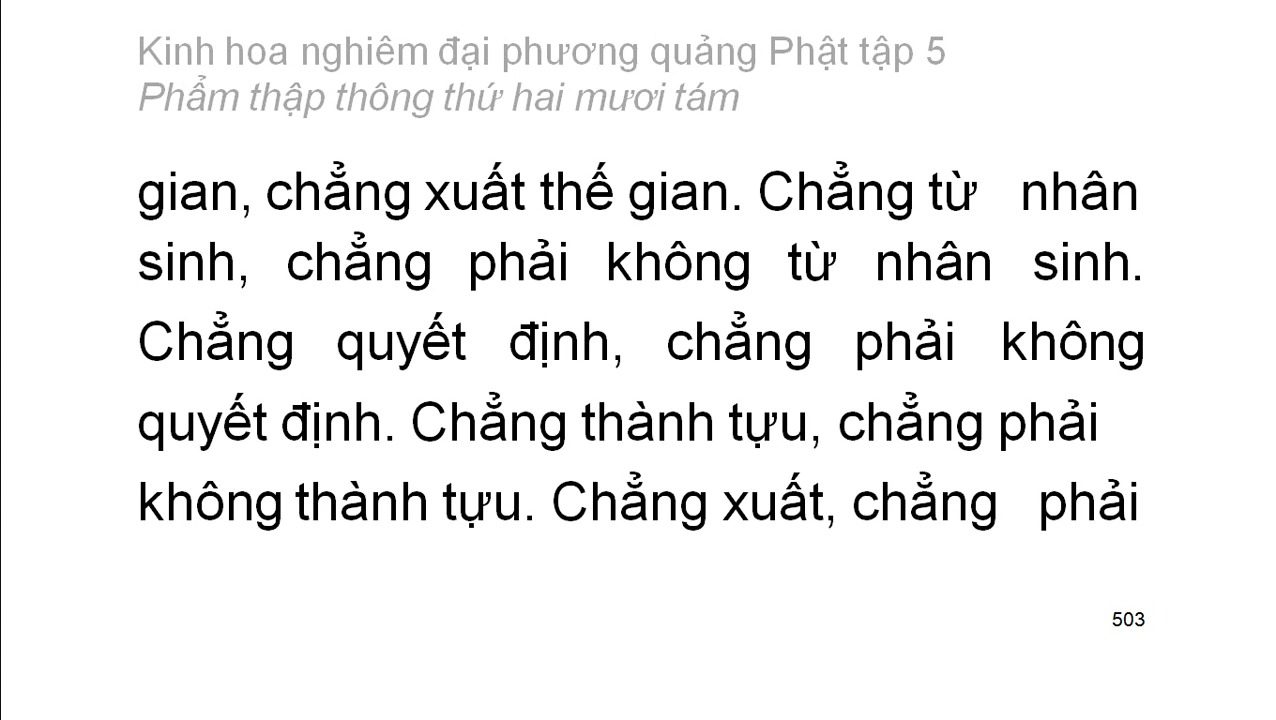 Kinh hoa nghiêm đại phương quảng Phật tập 5
Phẩm thập thông thứ hai mươi tám
gian, chẳng xuất thế gian. Chẳng từ nhân
sinh, chẳng phải không từ nhân sinh.
Chẳng quyết định, chẳng phải không
quyết định. Chẳng thành tựu, chẳng phải
không thành tựu. Chẳng xuất, chẳng phải
503